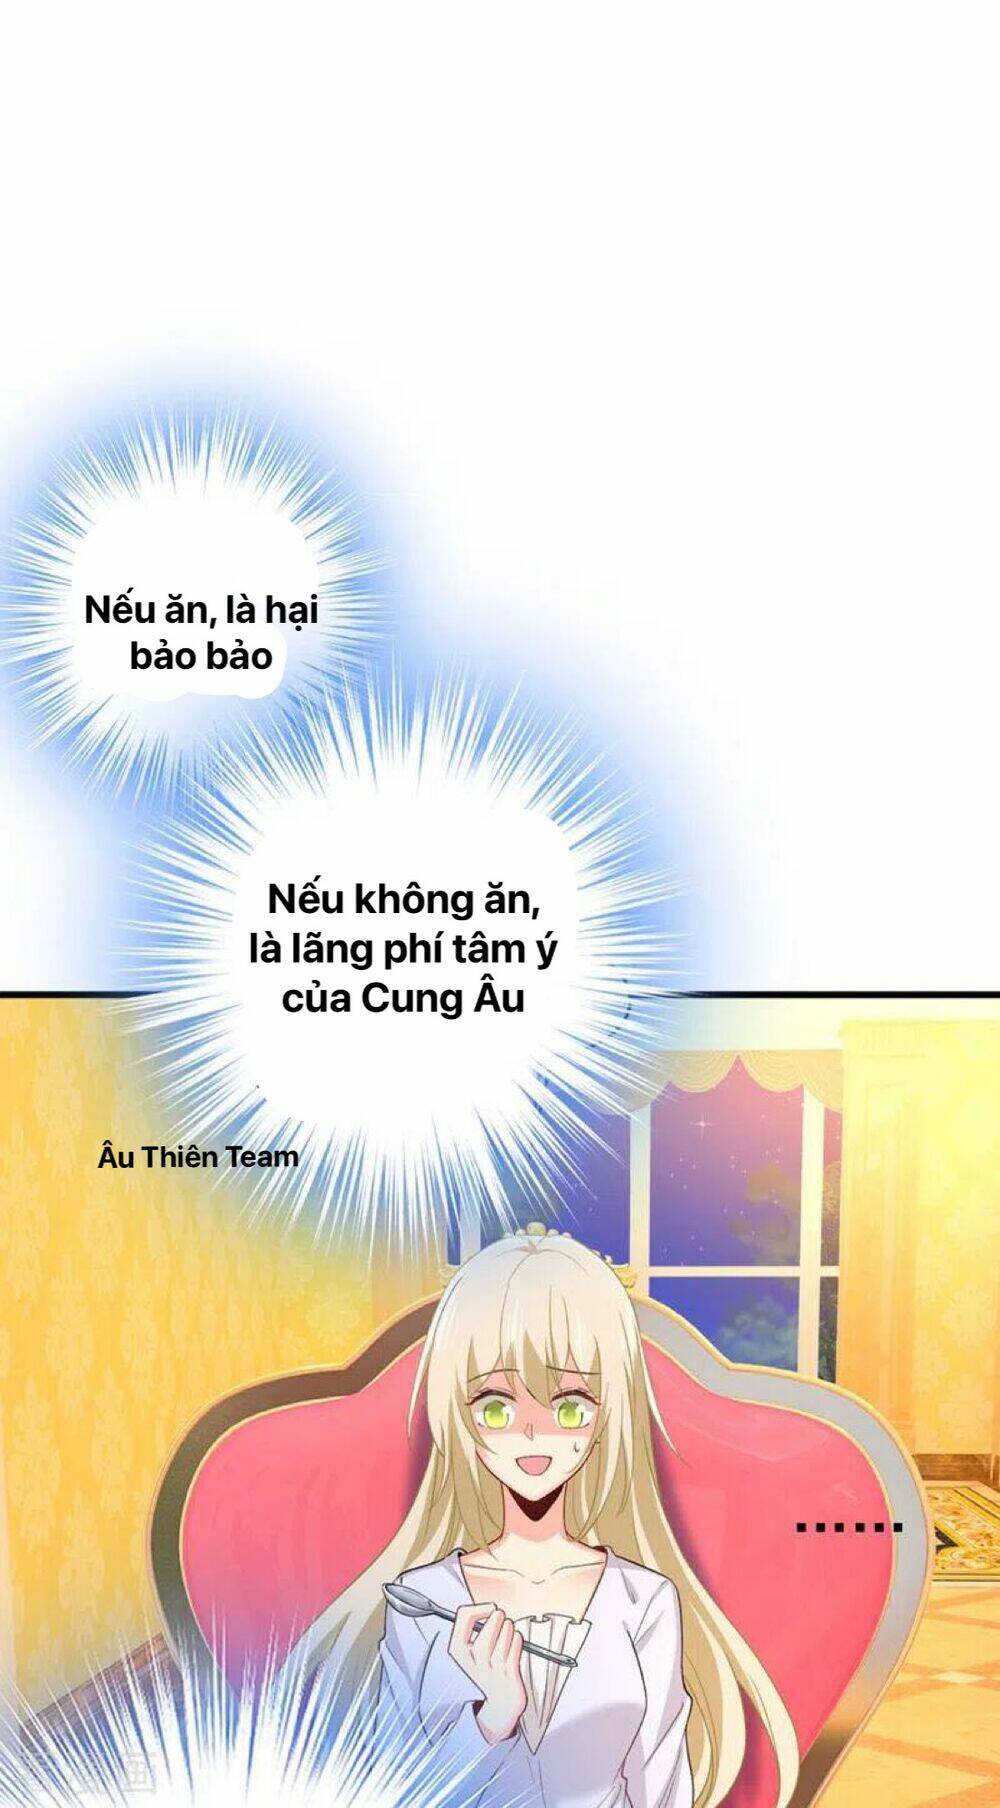 Nếu ăn, là hại
bảo bảo
Nếu không ăn,
là lãng phí tâm ý
của Cung Âu
Âu Thiên Team
......